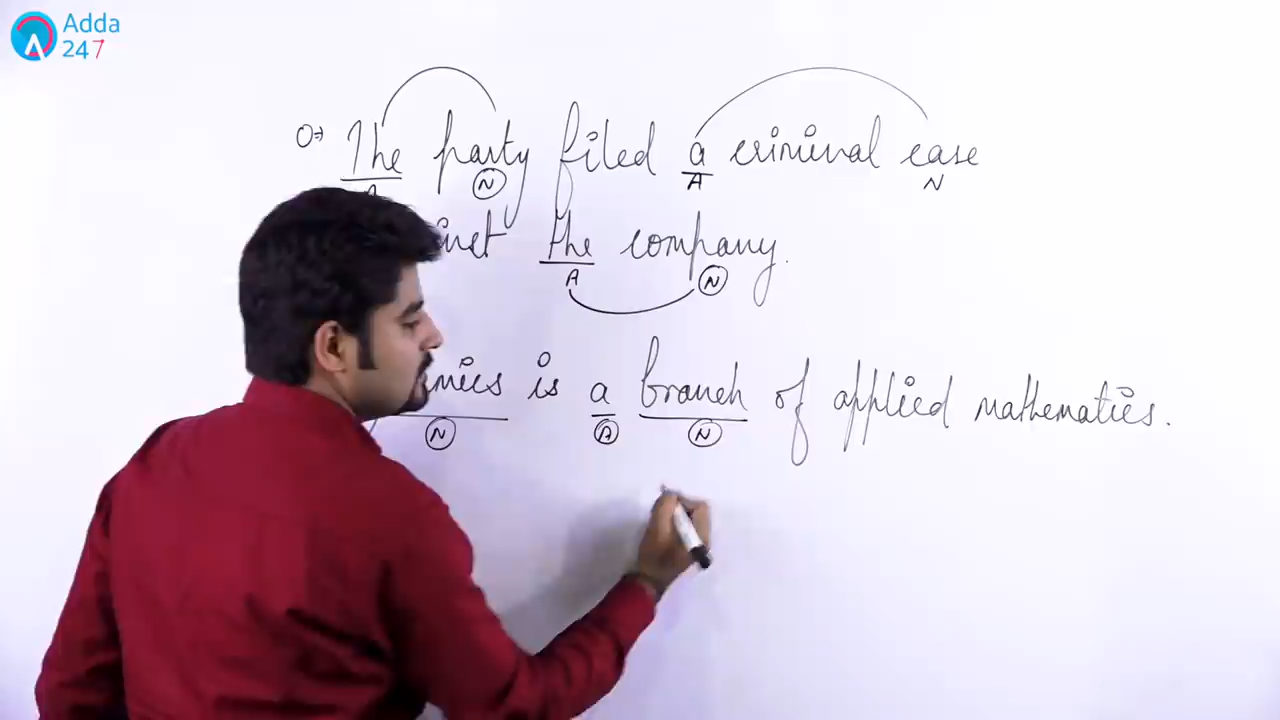 Adda
247
Q⇒ The party filed a criminal case
A N A N
the company.
A N
is a branch of applied mathematics.
N A N